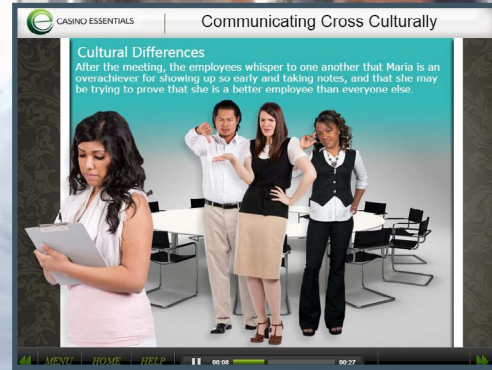 e CASINO ESSENTIALS
Communicating Cross Culturally
Cultural Differences
After the meeting, the employees whisper to one another that Maria is an
overachiever for showing up so early and taking notes, and that she may
be trying to prove that she is a better employee than everyone else.
MENU HOME HELP 00:08 00:27